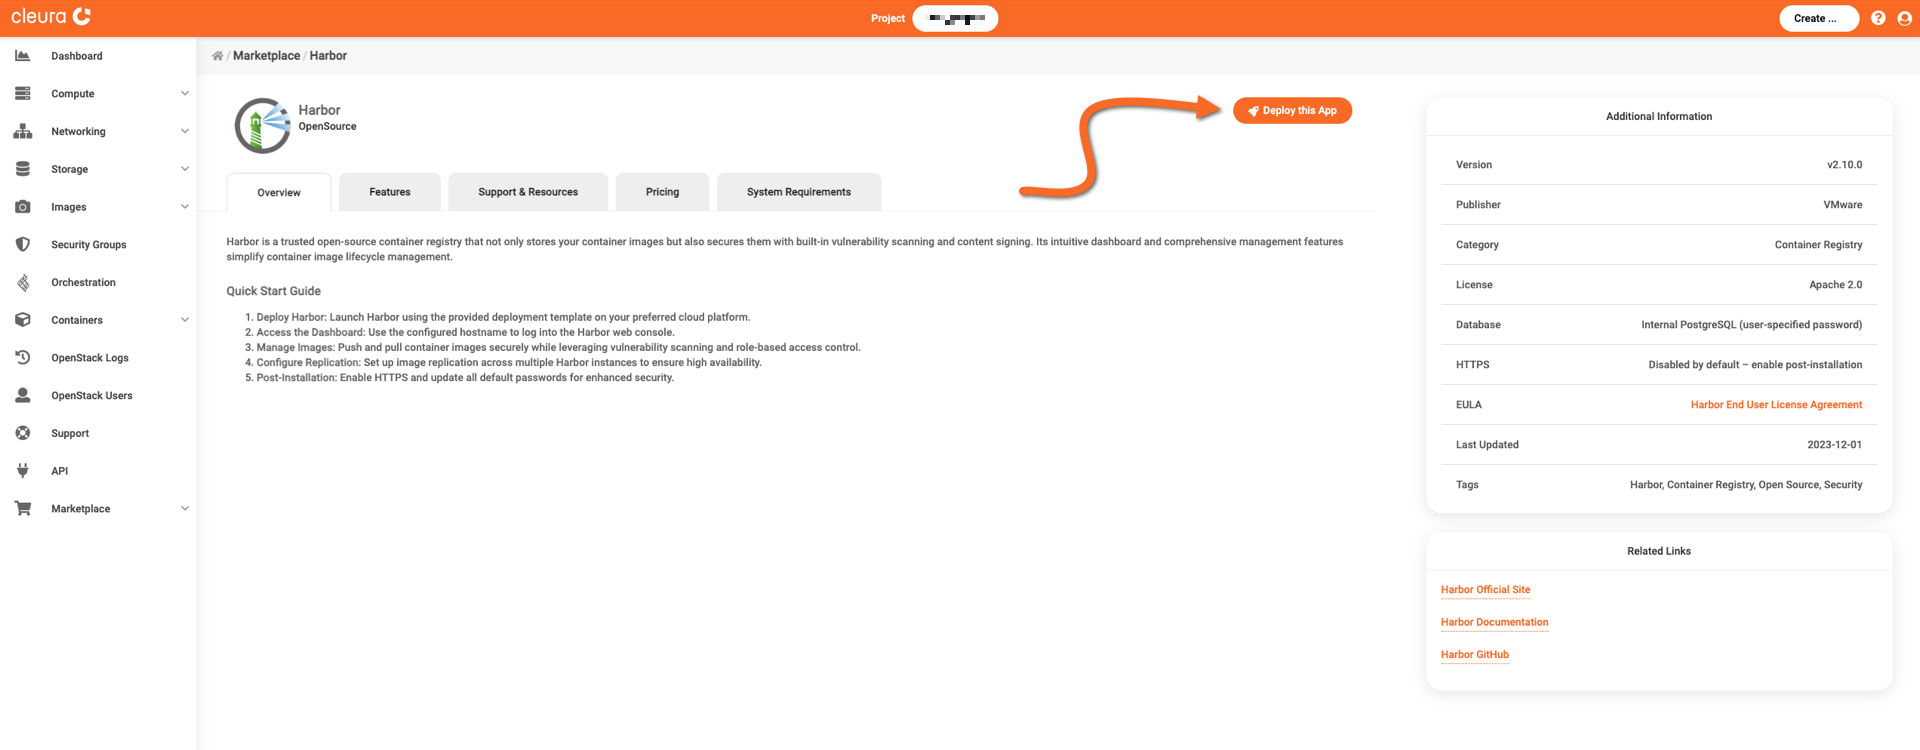 cleura
Project
Create ...
Dashboard
Compute
Networking
Storage
Images
Security Groups
Orchestration
Containers
OpenStack Logs
OpenStack Users
Support
API
Marketplace
/ Marketplace / Harbor
Harbor
OpenSource
Deploy this App
Overview
Features
Support & Resources
Pricing
System Requirements
Harbor is a trusted open-source container registry that not only stores your container images but also secures them with built-in vulnerability scanning and content signing. Its intuitive dashboard and comprehensive management features
simplify container image lifecycle management.
Quick Start Guide
1. Deploy Harbor: Launch Harbor using the provided deployment template on your preferred cloud platform.
2. Access the Dashboard: Use the configured hostname to log into the Harbor web console.
3. Manage Images: Push and pull container images securely while leveraging vulnerability scanning and role-based access control.
4. Configure Replication: Set up image replication across multiple Harbor instances to ensure high availability.
5. Post-Installation: Enable HTTPS and update all default passwords for enhanced security.
Additional Information
Version v2.10.0
Publisher VMware
Category Container Registry
License Apache 2.0
Database Internal PostgreSQL (user-specified password)
HTTPS Disabled by default – enable post-installation
EULA Harbor End User License Agreement
Last Updated 2023-12-01
Tags Harbor, Container Registry, Open Source, Security
Related Links
Harbor Official Site
Harbor Documentation
Harbor GitHub